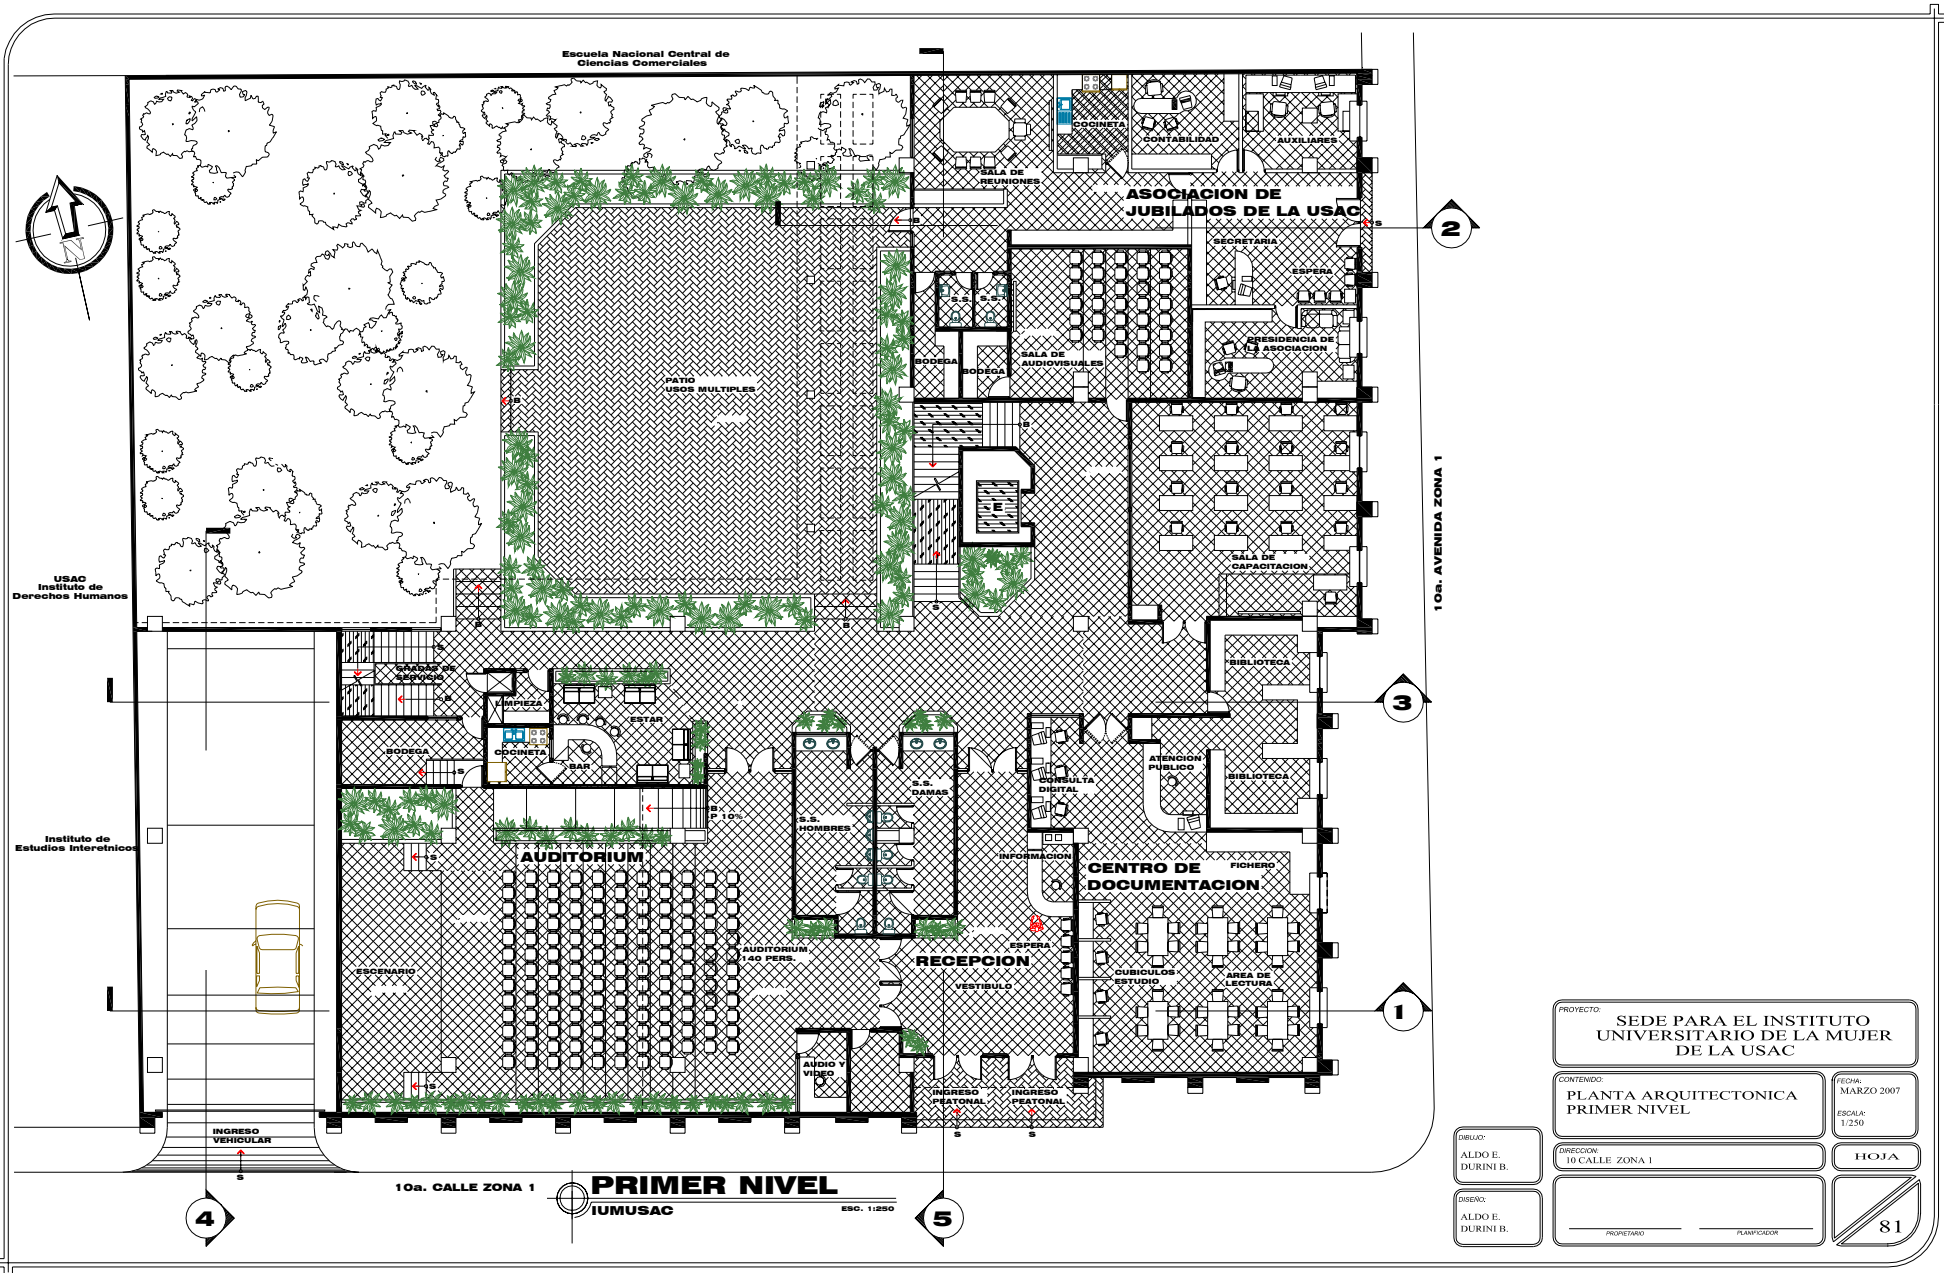 Escuela Nacional Central de
Ciencias Comerciales
COCINETA
CONTABILIDAD
AUXILIARES
SALA DE
REUNIONES
ASOCIACION DE
JUBILADOS DE LA USAC
B
S
2
SECRETARIA
ESPERA
N
S.S.
S.S.
PRESIDENCIA DE
LA ASOCIACION
SALA DE
AUDIOVISUALES
BODEGA
BODEGA
PATIO
USOS MULTIPLES
B
B
E
10a. AVENIDA ZONA 1
SALA DE
CAPACITACION
USAC
Instituto de
Derechos Humanos
S
B
B
S
GRADAS DE
SERVICIO
B
LIMPIEZA
ESTAR
BIBLIOTECA
3
BODEGA
COCINETA
BAR
S
ATENCION
PUBLICO
BIBLIOTECA
CONSULTA
DIGITAL
S.S.
DAMAS
B
P 10%
S.S.
HOMBRES
Instituto de
Estudios Interetnicos
AUDITORIUM
S
INFORMACION
FICHERO
CENTRO DE
DOCUMENTACION
AUDITORIUM
140 PERS.
ESPERA
RECEPCION
ESCENARIO
CUBICULOS
ESTUDIO
AREA DE
LECTURA
VESTIBULO
1
AUDIO Y
VIDEO
S
INGRESO
PEATONAL
INGRESO
PEATONAL
S
S
INGRESO
VEHICULAR
S
10a. CALLE ZONA 1
PRIMER NIVEL
IUMUSAC
ESC. 1:250
4
5
PROYECTO:
SEDE PARA EL INSTITUTO
UNIVERSITARIO DE LA MUJER
DE LA USAC
CONTENIDO:
PLANTA ARQUITECTONICA
PRIMER NIVEL
FECHA:
MARZO 2007
ESCALA:
1/250
DIBUJO:
ALDO E.
DURINI B.
DIRECCION:
10 CALLE ZONA 1
HOJA
DISEÑO:
ALDO E.
DURINI B.
PROPIETARIO
PLANIFICADOR
81